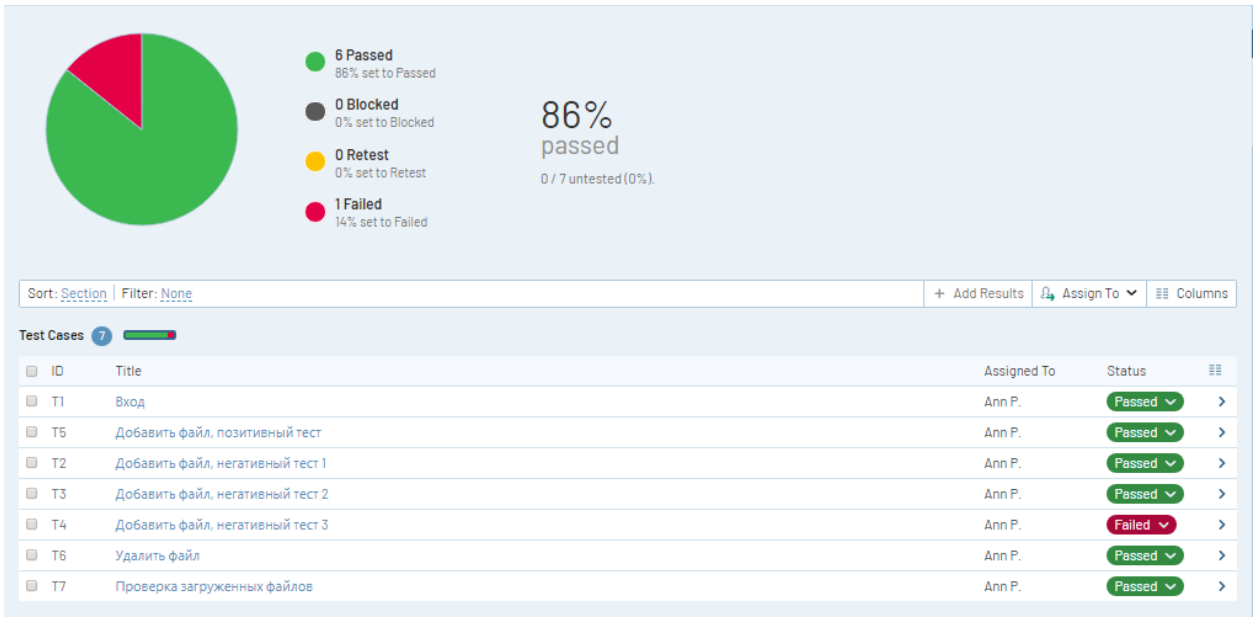 6 Passed
86% set to Passed
0 Blocked
0% set to Blocked
0 Retest
0% set to Retest
1 Failed
14% set to Failed
86%
passed
0 / 7 untested (0%).
Sort: Section | Filter: None + Add Results Assign To Columns
Test Cases 7
ID Title Assigned To Status
T1 Вход Ann P. Passed
T5 Добавить файл, позитивный тест Ann P. Passed
T2 Добавить файл, негативный тест 1 Ann P. Passed
T3 Добавить файл, негативный тест 2 Ann P. Passed
T4 Добавить файл, негативный тест 3 Ann P. Failed
T6 Удалить файл Ann P. Passed
T7 Проверка загруженных файлов Ann P. Passed